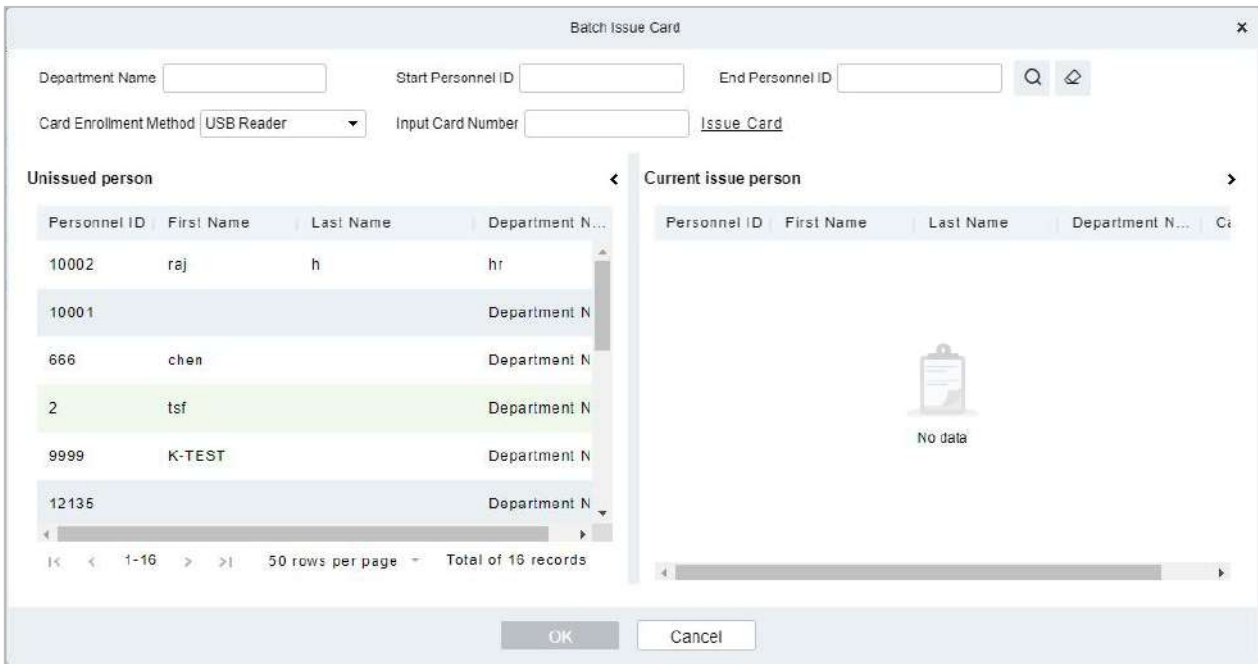 Batch Issue Card
Department Name Start Personnel ID End Personnel ID
Card Enrollment Method USB Reader Input Card Number Issue Card
Unissued person Current issue person
Personnel ID First Name Last Name Department N... Personnel ID First Name Last Name Department N... Ca
10002 raj h hr
10001 Department N
666 chen Department N
2 tsf Department N
9999 K-TEST Department N
No data
12135 Department N
1-16 50 rows per page Total of 16 records
OK Cancel